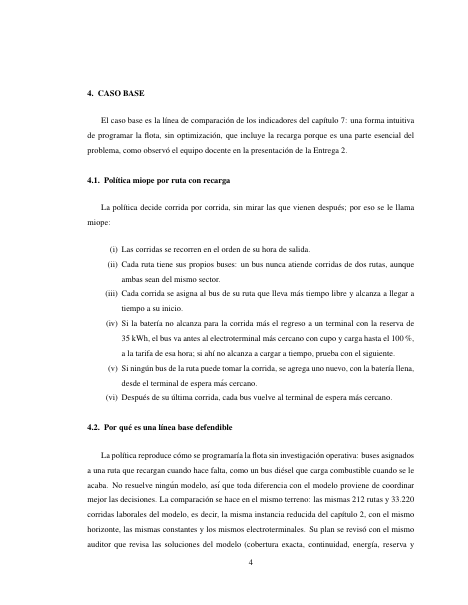 4. CASO BASE
El caso base es la línea de comparación de los indicadores del capítulo 7: una forma intuitiva
de programar la flota, sin optimización, que incluye la recarga porque es una parte esencial del
problema, como observó el equipo docente en la presentación de la Entrega 2.
4.1. Política miope por ruta con recarga
La política decide corrida por corrida, sin mirar las que vienen después; por eso se le llama
miope:
(i) Las corridas se recorren en el orden de su hora de salida.
(ii) Cada ruta tiene sus propios buses: un bus nunca atiende corridas de dos rutas, aunque
ambas sean del mismo sector.
(iii) Cada corrida se asigna al bus de su ruta que lleva más tiempo libre y alcanza a llegar a
tiempo a su inicio.
(iv) Si la batería no alcanza para la corrida más el regreso a un terminal con la reserva de
35 kWh, el bus va antes al electroterminal más cercano con cupo y carga hasta el 100 %,
a la tarifa de esa hora; si ahí no alcanza a cargar a tiempo, prueba con el siguiente.
(v) Si ningún bus de la ruta puede tomar la corrida, se agrega uno nuevo, con la batería llena,
desde el terminal de espera más cercano.
(vi) Después de su última corrida, cada bus vuelve al terminal de espera más cercano.
4.2. Por qué es una línea base defendible
La política reproduce cómo se programaría la flota sin investigación operativa: buses asignados
a una ruta que recargan cuando hace falta, como un bus diésel que carga combustible cuando se le
acaba. No resuelve ningún modelo, así que toda diferencia con el modelo proviene de coordinar
mejor las decisiones. La comparación se hace en el mismo terreno: las mismas 212 rutas y 33.220
corridas laborales del modelo, es decir, la misma instancia reducida del capítulo 2, con el mismo
horizonte, las mismas constantes y los mismos electroterminales. Su plan se revisó con el mismo
auditor que revisa las soluciones del modelo (cobertura exacta, continuidad, energía, reserva y
4